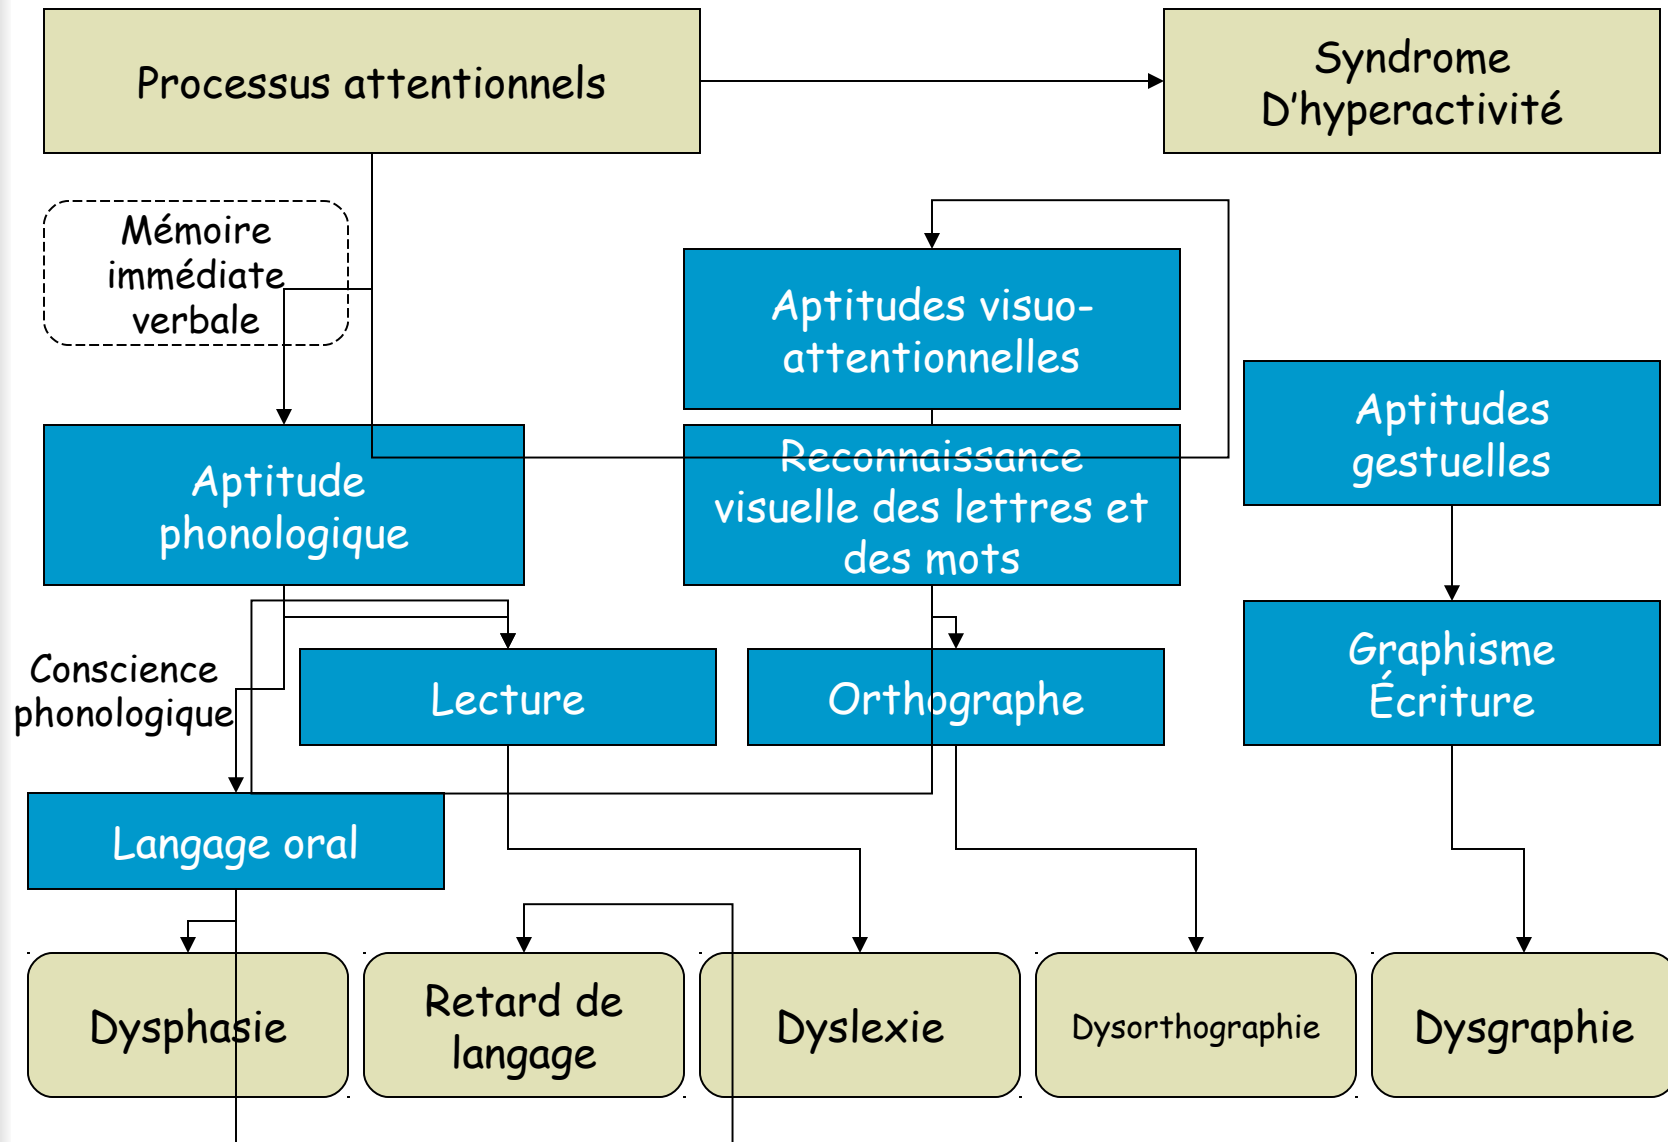 Processus attentionnels
Syndrome
D’hyperactivité
Mémoire
immédiate
verbale
Aptitudes visuo-
attentionnelles
Aptitudes
gestuelles
Aptitude
phonologique
Reconnaissance
visuelle des lettres et
des mots
Conscience
phonologique
Lecture
Orthographe
Graphisme
Écriture
Langage oral
Dysphasie
Retard de
langage
Dyslexie
Dysorthographie
Dysgraphie